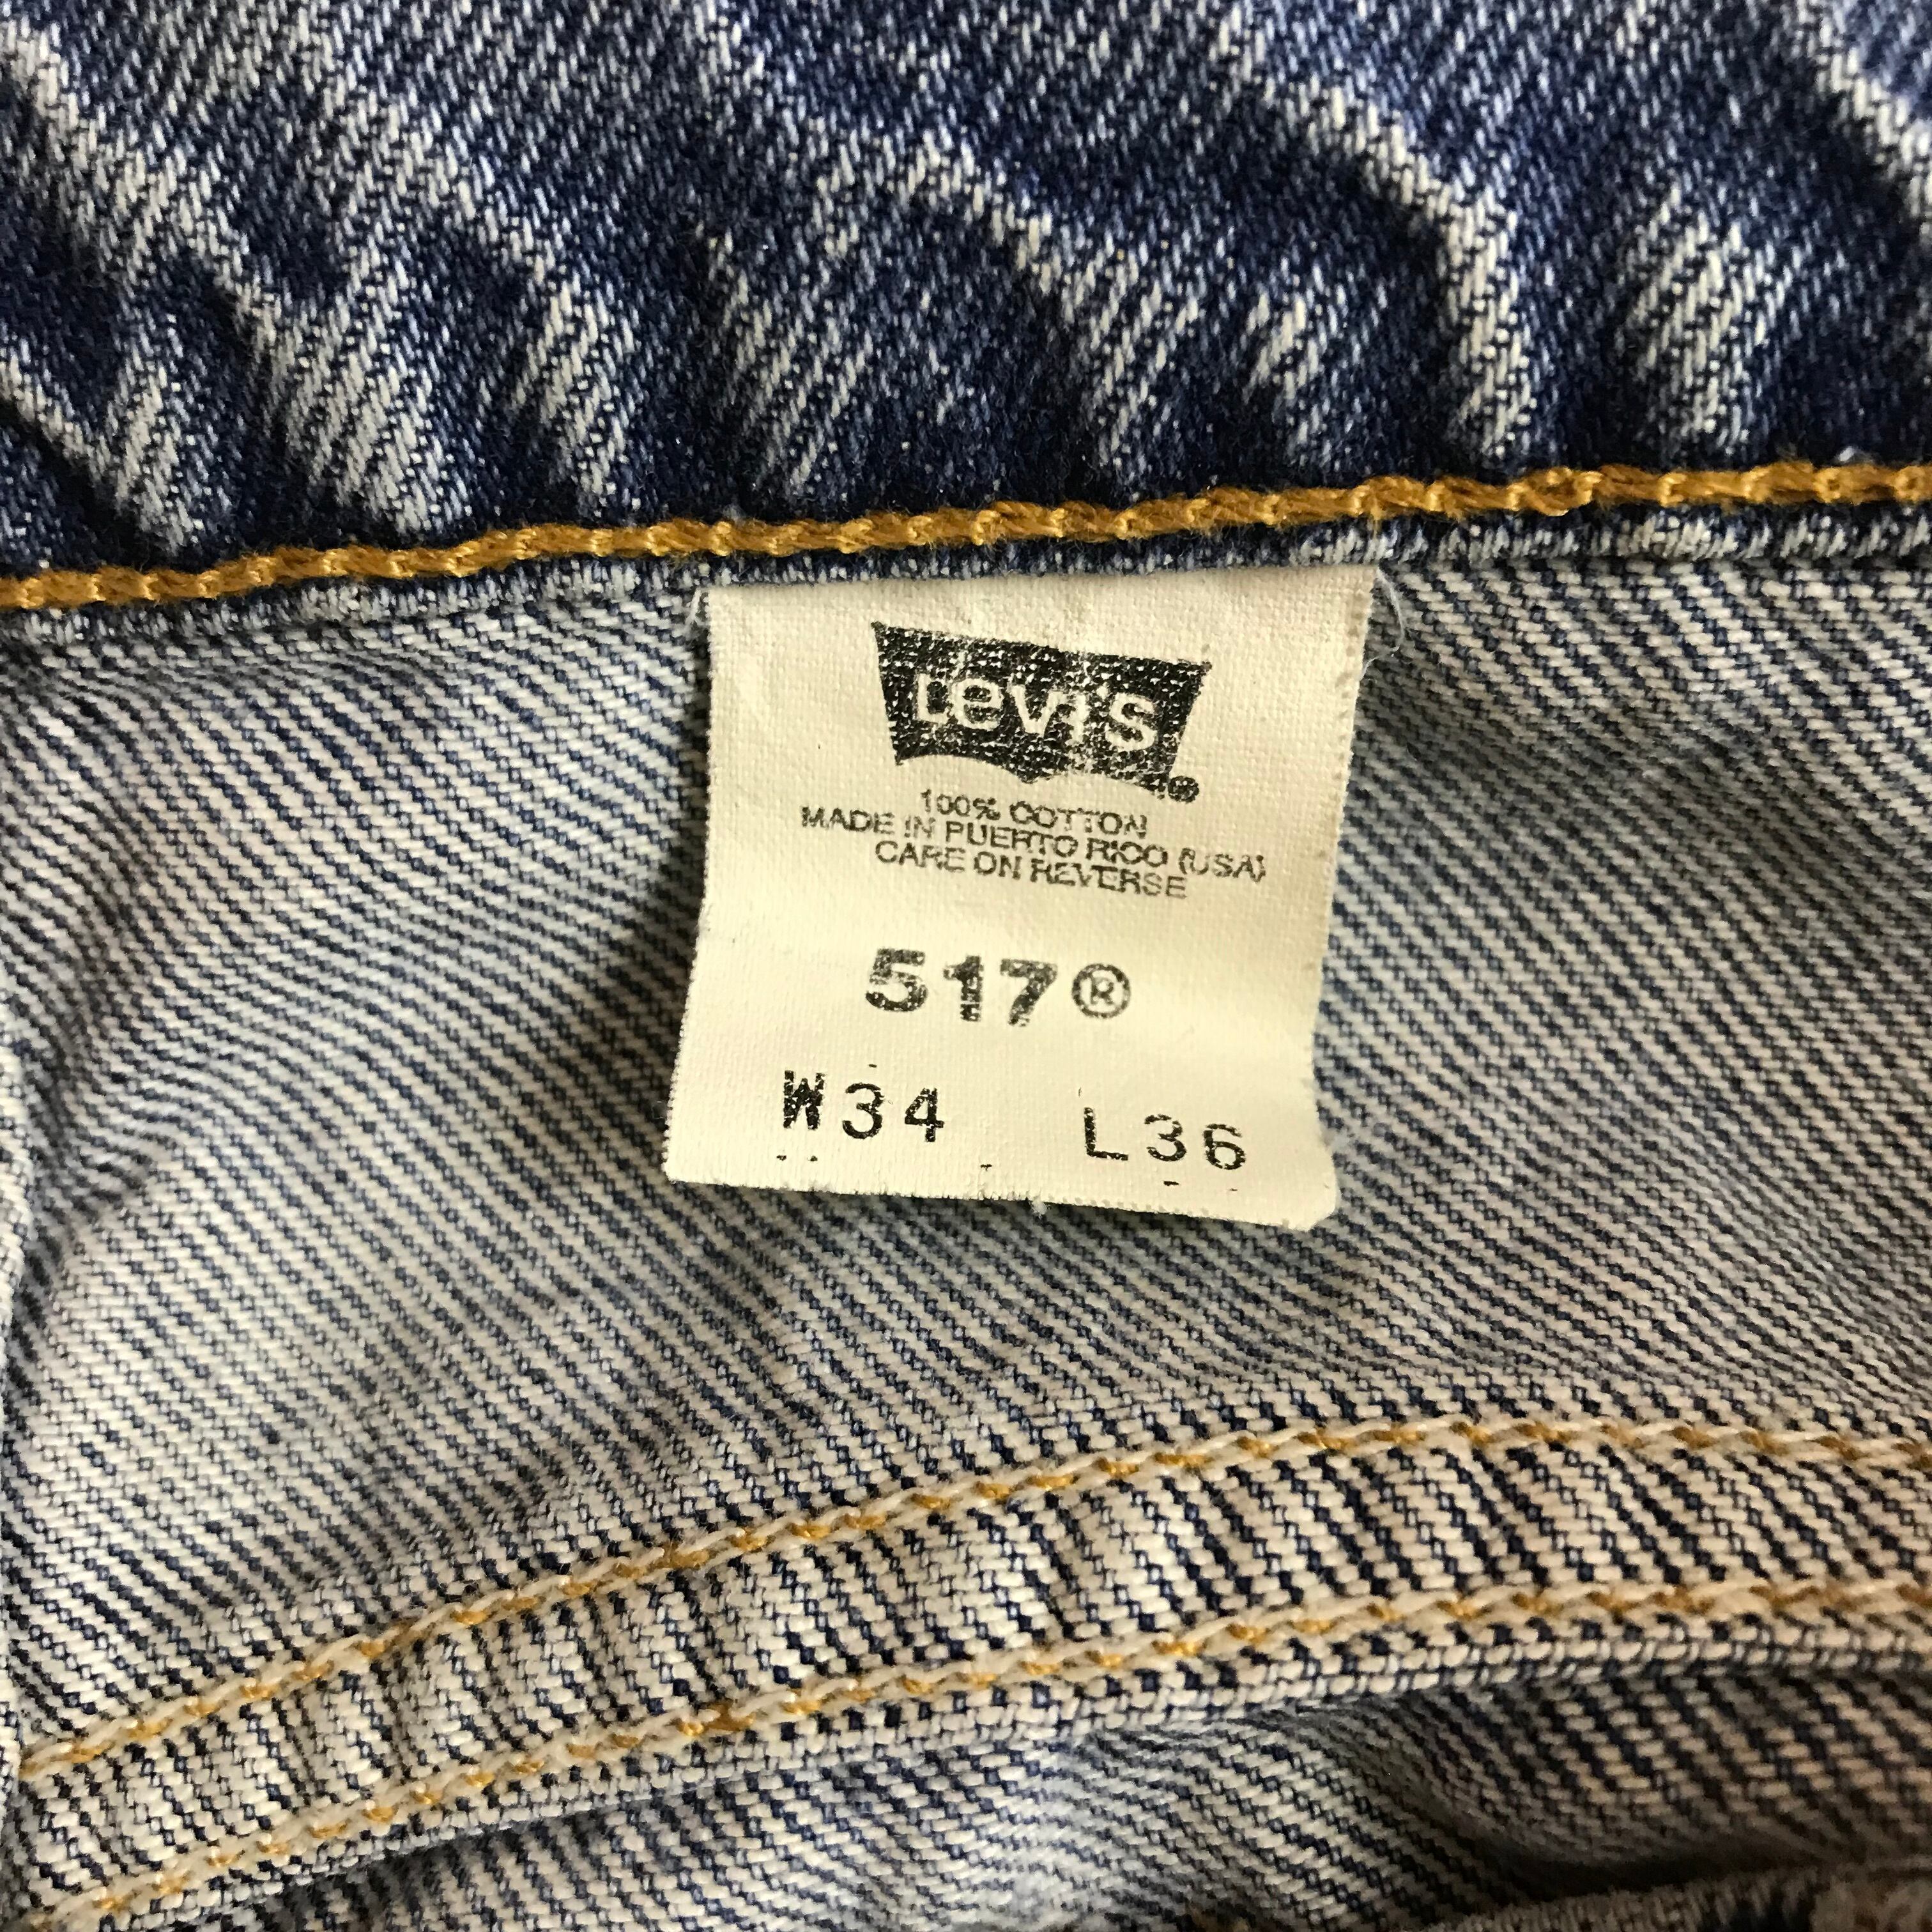 Levi's®
100% COTTON
MADE IN PUERTO RICO (USA)
CARE ON REVERSE
517®
W34 L36